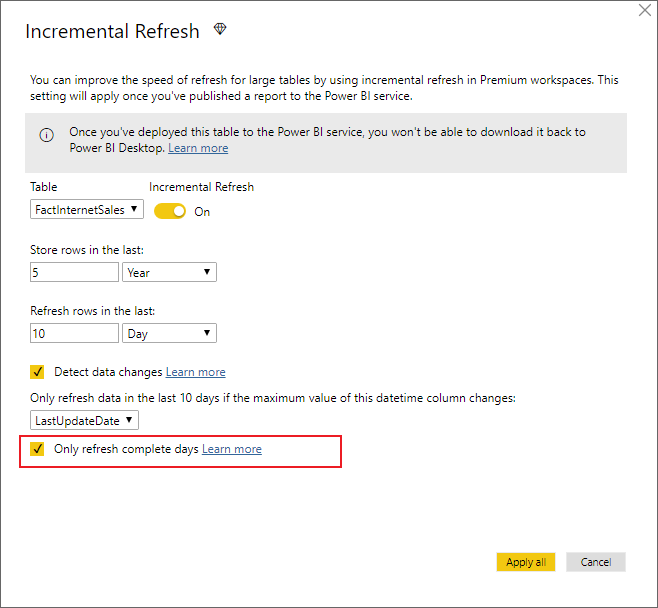 Incremental Refresh
You can improve the speed of refresh for large tables by using incremental refresh in Premium workspaces. This
setting will apply once you've published a report to the Power BI service.
Once you've deployed this table to the Power BI service, you won't be able to download it back to
Power BI Desktop. Learn more
Table Incremental Refresh
FactInternetSales On
Store rows in the last:
5 Year
Refresh rows in the last:
10 Day
Detect data changes Learn more
Only refresh data in the last 10 days if the maximum value of this datetime column changes:
LastUpdateDate
Only refresh complete days Learn more
Apply all Cancel